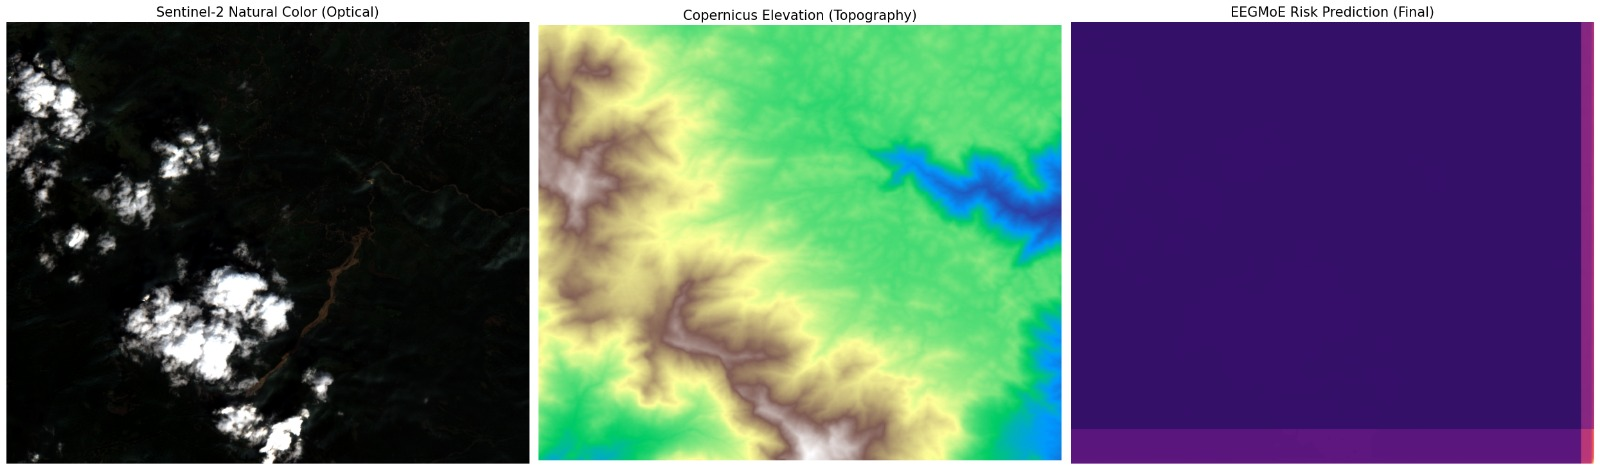 Sentinel-2 Natural Color (Optical)
Copernicus Elevation (Topography)
EEGMoE Risk Prediction (Final)